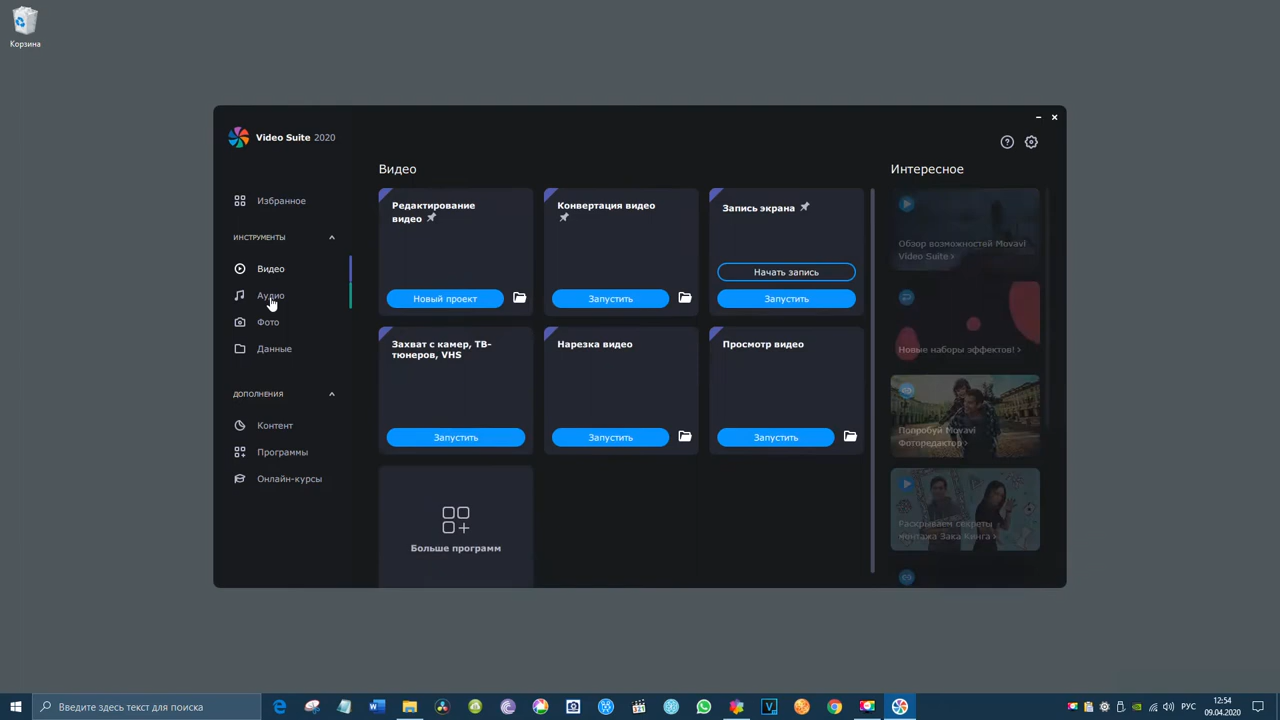 Корзина
Video Suite 2020
Избранное
ИНСТРУМЕНТЫ
Видео
Аудио
Фото
Данные
ДОПОЛНЕНИЯ
Контент
Программы
Онлайн-курсы
Видео
Редактирование
видео
Новый проект
Конвертация видео
Запустить
Запись экрана
Начать запись
Запустить
Захват с камер, ТВ-
тюнеров, VHS
Запустить
Нарезка видео
Запустить
Просмотр видео
Запустить
Больше программ
Интересное
Обзор возможностей Movavi
Video Suite >
Новые наборы эффектов! >
Попробуй Movavi
Фоторедактор >
Раскрываем секреты
монтажа Зака Кинга >
Введите здесь текст для поиска
РУС
12:54
09.04.2020